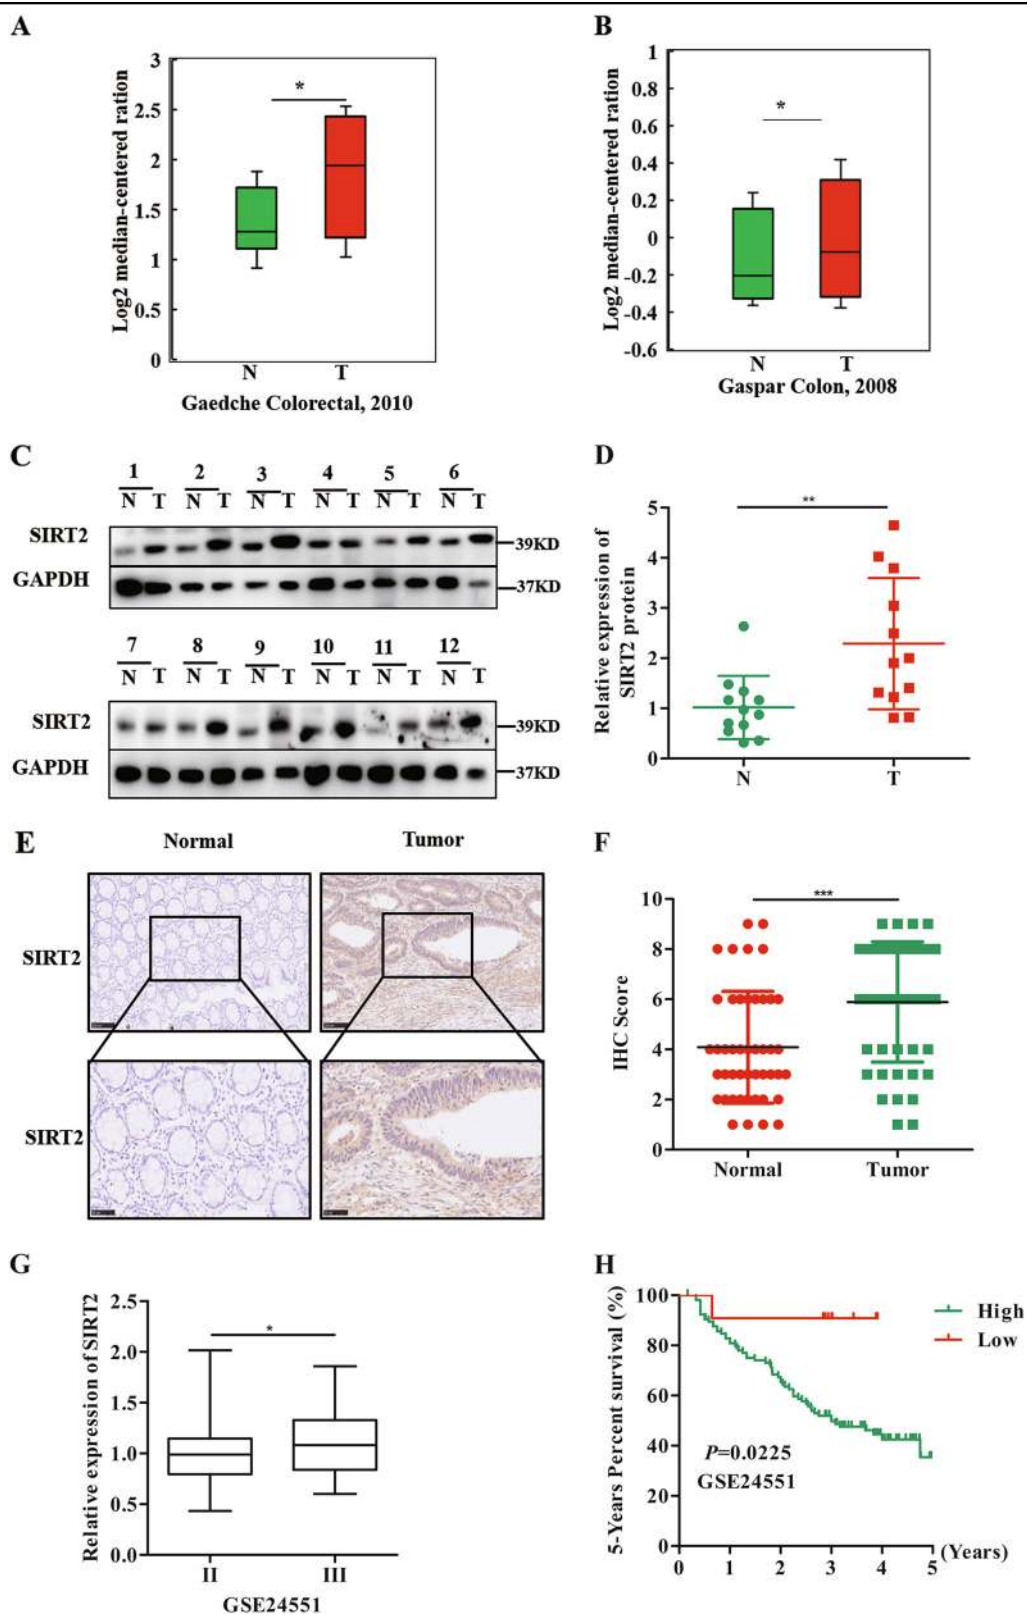 A
B
3
2.5
2
1.5
1
0.5
0
Log2 median-centered ration
*
N T
Gaedche Colorectal, 2010
1
0.8
0.6
0.4
0.2
0
-0.2
-0.4
-0.6
Log2 median-centered ration
*
N T
Gaspar Colon, 2008
C
1 2 3 4 5 6
N T N T N T N T N T N T
SIRT2
39KD
GAPDH
37KD
7 8 9 10 11 12
N T N T N T N T N T N T
SIRT2
39KD
GAPDH
37KD
D
**
5
4
3
2
1
0
Relative expression of
SIRT2 protein
N T
E
Normal Tumor
SIRT2
SIRT2
F
***
10
8
6
4
2
0
IHC Score
Normal Tumor
G
2.5
2.0
1.5
1.0
0.5
0.0
Relative expression of SIRT2
*
II III
GSE24551
H
100
80
60
40
20
0
5-Years Percent survival (%)
High
Low
P=0.0225
GSE24551
0 1 2 3 4 5 (Years)